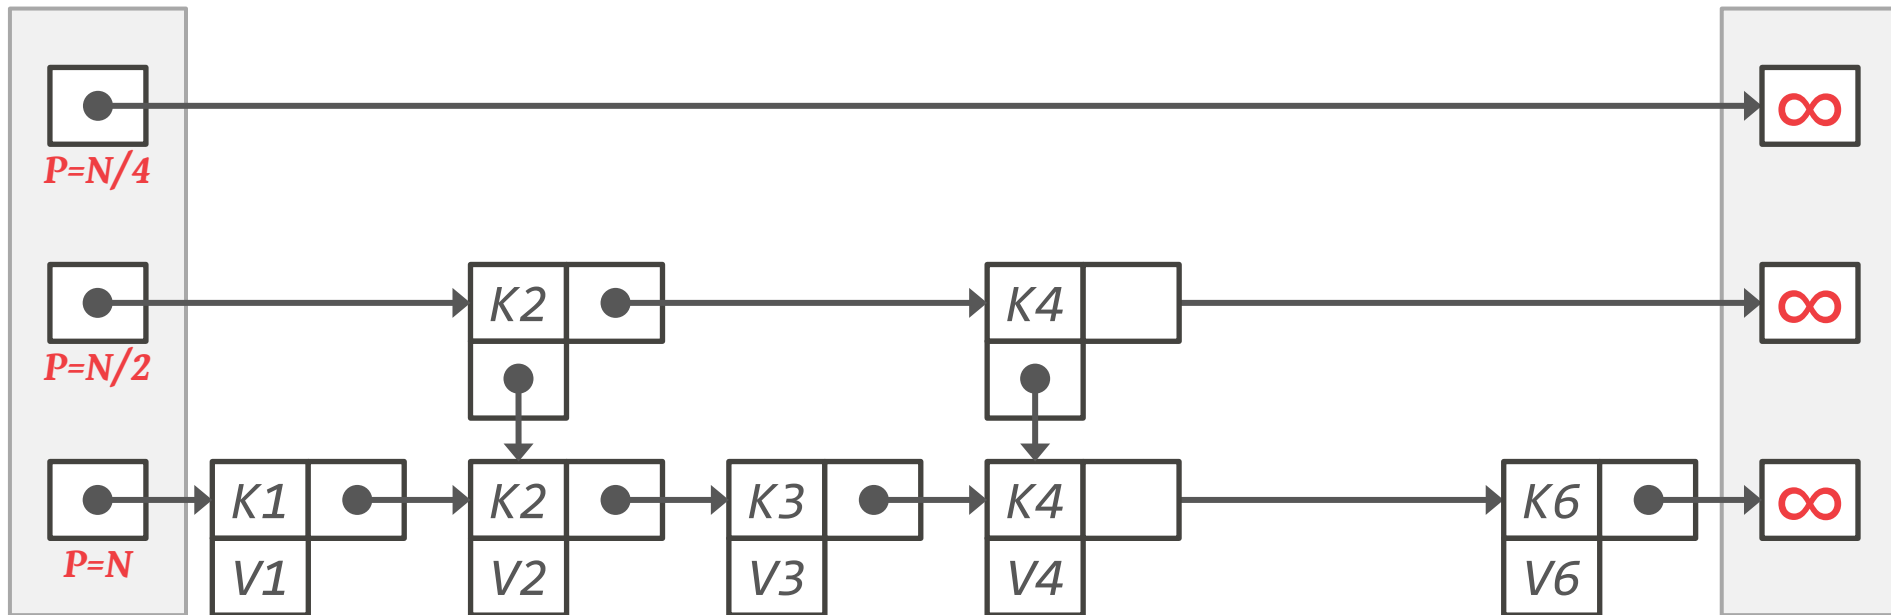 ∞
P=N/4
K2 K4 ∞
P=N/2
K1 K2 K3 K4 K6 ∞
P=N
V1 V2 V3 V4 V6